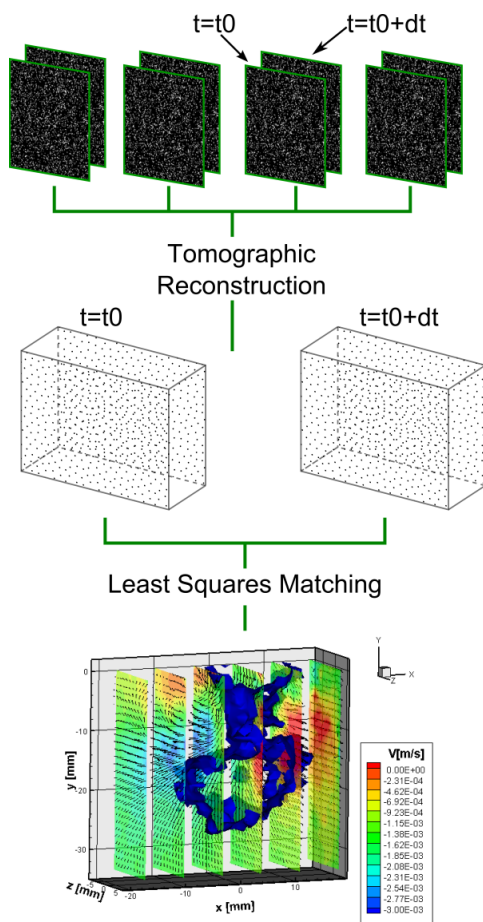 t=t0
t=t0+dt
Tomographic
Reconstruction
t=t0
t=t0+dt
Least Squares Matching
Y
X
Z
0
-10
-20
-30
y [mm]
-5
0
5
z [mm]
-20
-10
0
10
x [mm]
V[m/s]
0.00E+00
-2.31E-04
-4.62E-04
-6.92E-04
-9.23E-04
-1.15E-03
-1.38E-03
-1.62E-03
-1.85E-03
-2.08E-03
-2.31E-03
-2.54E-03
-2.77E-03
-3.00E-03